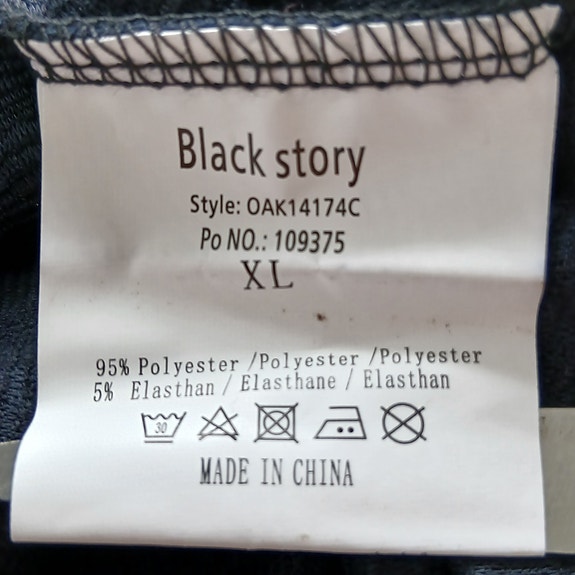 Black story
Style: OAK14174C
Po NO.: 109375
XL
95% Polyester /Polyester /Polyester
5% Elasthan / Elasthane / Elasthan
30
MADE IN CHINA